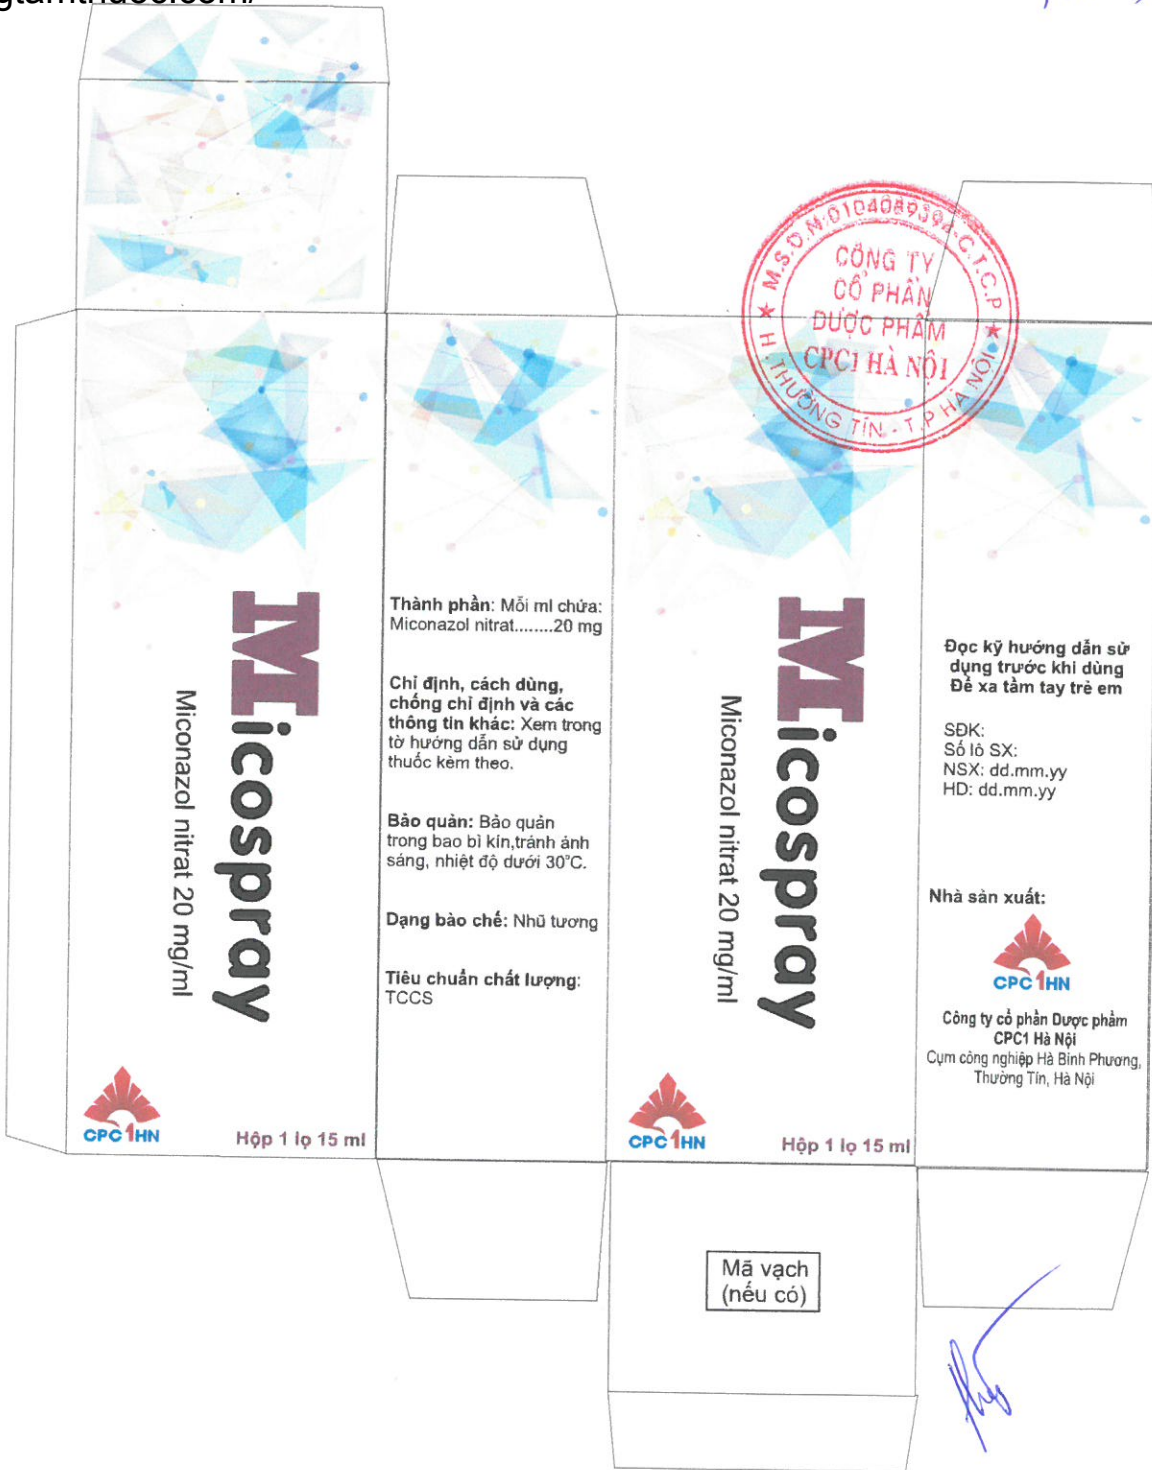 M.S.D.N:0104089394-C.T.C.P
CÔNG TY
CỔ PHẦN
DƯỢC PHẨM
CPC1 HÀ NỘI
H. THƯỜNG TÍN - T.P HÀ NỘI
Micospray
Miconazol nitrat 20 mg/ml
CPC1HN
Hộp 1 lọ 15 ml
Thành phần: Mỗi ml chứa:
Miconazol nitrat........20 mg
Chỉ định, cách dùng,
chống chỉ định và các
thông tin khác: Xem trong
tờ hướng dẫn sử dụng
thuốc kèm theo.
Bảo quản: Bảo quản
trong bao bì kín,tránh ánh
sáng, nhiệt độ dưới 30°C.
Dạng bào chế: Nhũ tương
Tiêu chuẩn chất lượng:
TCCS
Micospray
Miconazol nitrat 20 mg/ml
CPC1HN
Hộp 1 lọ 15 ml
Đọc kỹ hướng dẫn sử
dụng trước khi dùng
Để xa tầm tay trẻ em
SĐK:
Số lô SX:
NSX: dd.mm.yy
HD: dd.mm.yy
Nhà sản xuất:
CPC1HN
Công ty cổ phần Dược phẩm
CPC1 Hà Nội
Cụm công nghiệp Hà Bình Phương,
Thường Tín, Hà Nội
Mã vạch
(nếu có)